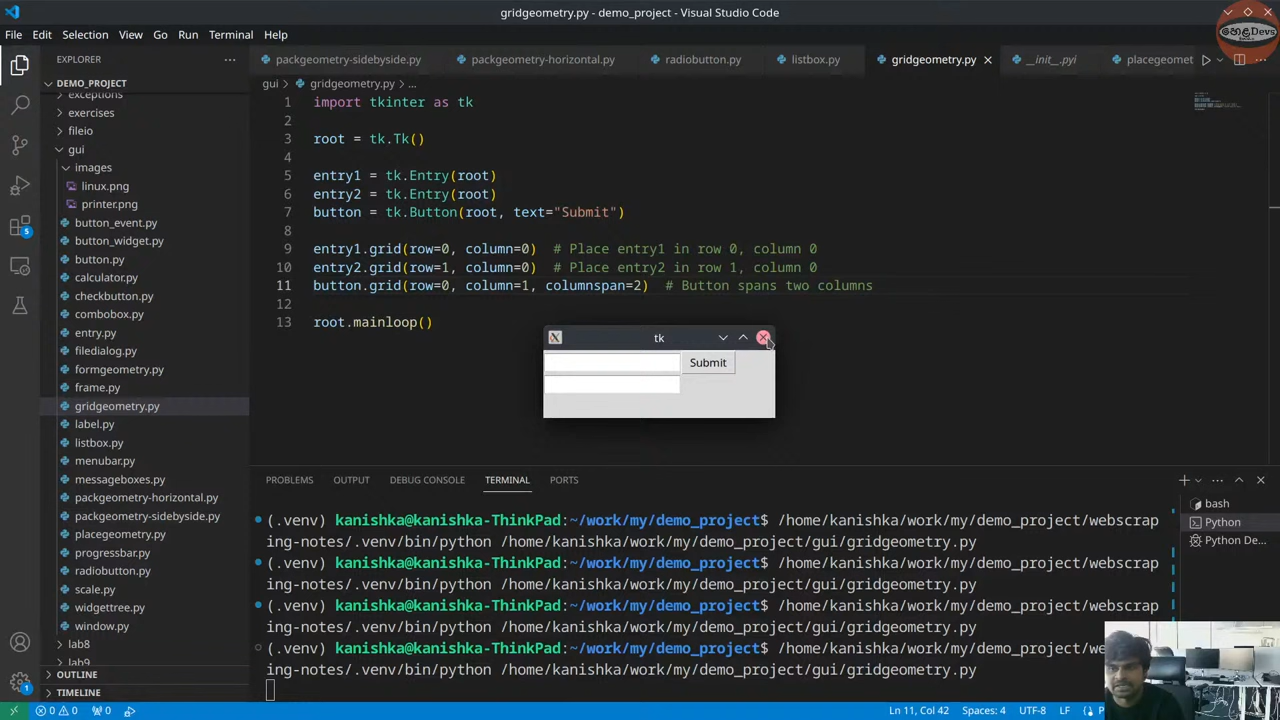 gridgeometry.py - demo_project - Visual Studio Code
File Edit Selection View Go Run Terminal Help
Devs
EXPLORER
packgeometry-sidebyside.py packgeometry-horizontal.py radiobutton.py listbox.py gridgeometry.py __init__.pyi placegeomet
DEMO_PROJECT
gui > gridgeometry.py > ...
exceptions
exercises
fileio
gui
images
linux.png
printer.png
button_event.py
button_widget.py
button.py
calculator.py
checkbutton.py
combobox.py
entry.py
filedialog.py
formgeometry.py
frame.py
gridgeometry.py
label.py
listbox.py
menubar.py
messageboxes.py
packgeometry-horizontal.py
packgeometry-sidebyside.py
placegeometry.py
progressbar.py
radiobutton.py
scale.py
widgettree.py
window.py
lab8
lab9
OUTLINE
TIMELINE
5
1
1 import tkinter as tk
2
3 root = tk.Tk()
4
5 entry1 = tk.Entry(root)
6 entry2 = tk.Entry(root)
7 button = tk.Button(root, text="Submit")
8
9 entry1.grid(row=0, column=0) # Place entry1 in row 0, column 0
10 entry2.grid(row=1, column=0) # Place entry2 in row 1, column 0
11 button.grid(row=0, column=1, columnspan=2) # Button spans two columns
12
13 root.mainloop()
tk
Submit
PROBLEMS OUTPUT DEBUG CONSOLE TERMINAL PORTS
(.venv) kanishka@kanishka-ThinkPad:~/work/my/demo_project$ /home/kanishka/work/my/demo_project/webscrap
ing-notes/.venv/bin/python /home/kanishka/work/my/demo_project/gui/gridgeometry.py
(.venv) kanishka@kanishka-ThinkPad:~/work/my/demo_project$ /home/kanishka/work/my/demo_project/webscrap
ing-notes/.venv/bin/python /home/kanishka/work/my/demo_project/gui/gridgeometry.py
(.venv) kanishka@kanishka-ThinkPad:~/work/my/demo_project$ /home/kanishka/work/my/demo_project/webscrap
ing-notes/.venv/bin/python /home/kanishka/work/my/demo_project/gui/gridgeometry.py
(.venv) kanishka@kanishka-ThinkPad:~/work/my/demo_project$ /home/kanishka/work/my/demo_project/we
ing-notes/.venv/bin/python /home/kanishka/work/my/demo_project/gui/gridgeometry.py
bash
Python
Python De...
0 0 0 Ln 11, Col 42 Spaces: 4 UTF-8 LF